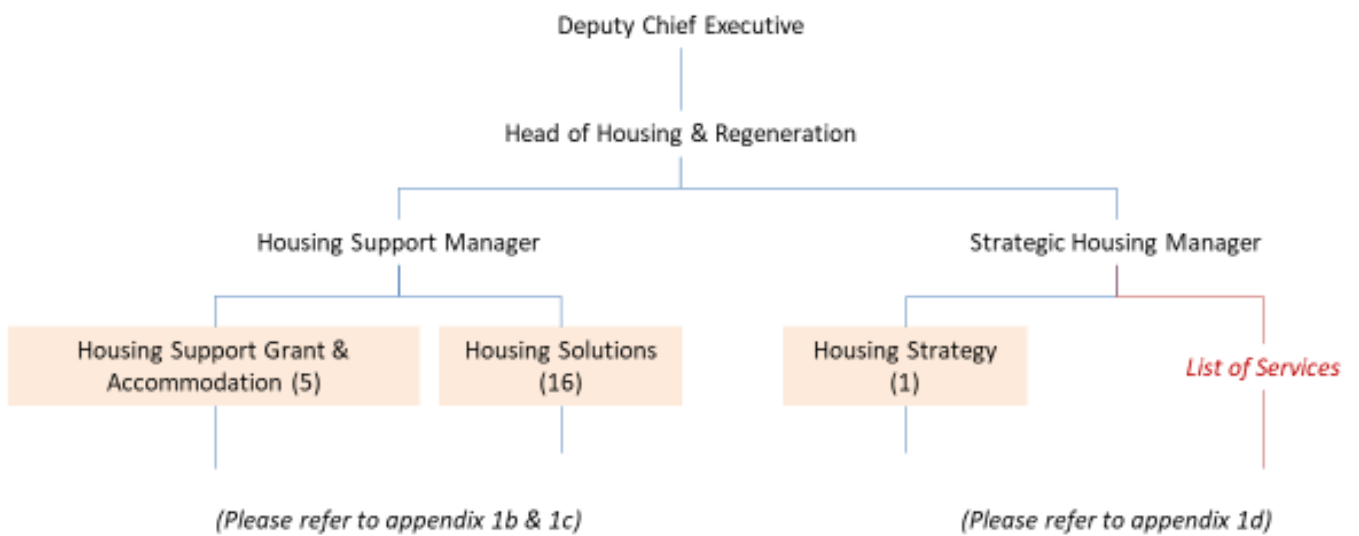 Deputy Chief Executive
Head of Housing & Regeneration
Housing Support Manager
Strategic Housing Manager
Housing Support Grant &
Accommodation (5)
Housing Solutions
(16)
Housing Strategy
(1)
List of Services
(Please refer to appendix 1b & 1c)
(Please refer to appendix 1d)